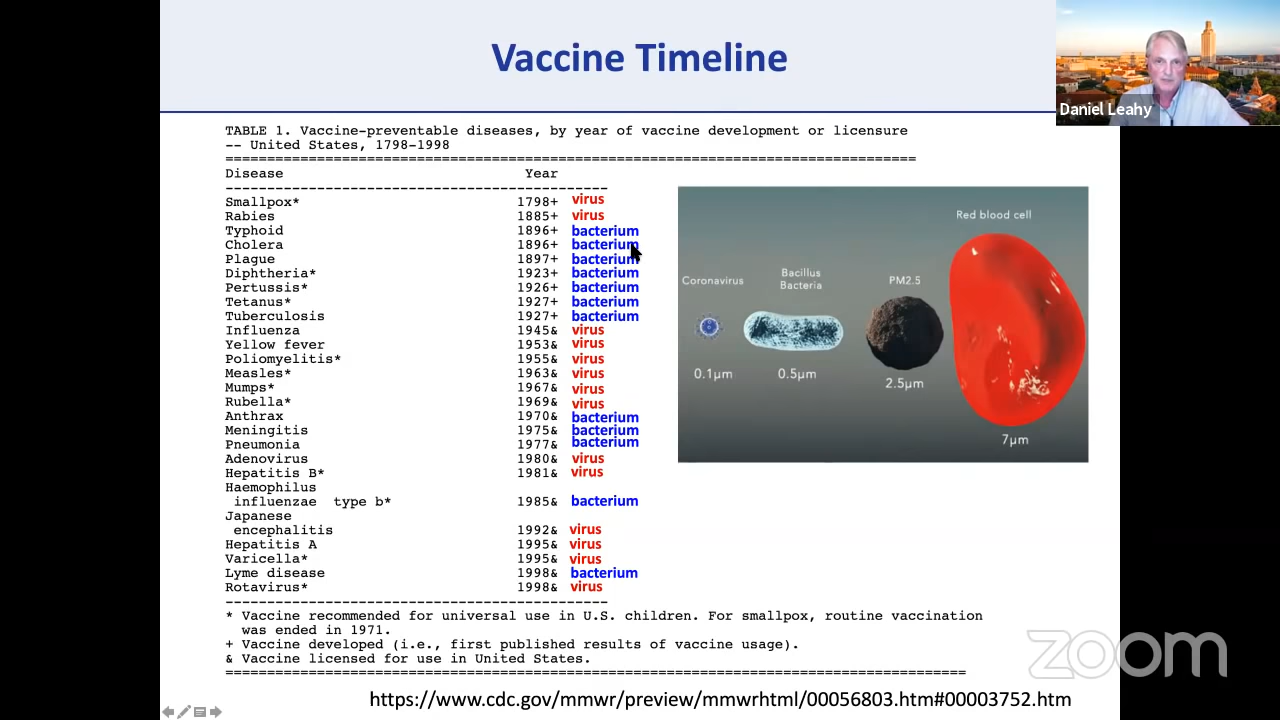 Vaccine Timeline
Daniel Leahy
TABLE 1. Vaccine-preventable diseases, by year of vaccine development or licensure
-- United States, 1798-1998
Disease Year
Smallpox* 1798+ virus
Rabies 1885+ virus
Typhoid 1896+ bacterium
Cholera 1896+ bacterium
Plague 1897+ bacterium
Diphtheria* 1923+ bacterium
Pertussis* 1926+ bacterium
Tetanus* 1927+ bacterium
Tuberculosis 1927+ bacterium
Influenza 1945& virus
Yellow fever 1953& virus
Poliomyelitis* 1955& virus
Measles* 1963& virus
Mumps* 1967& virus
Rubella* 1969& virus
Anthrax 1970& bacterium
Meningitis 1975& bacterium
Pneumonia 1977& bacterium
Adenovirus 1980& virus
Hepatitis B* 1981& virus
Haemophilus
influenzae type b* 1985& bacterium
Japanese
encephalitis 1992& virus
Hepatitis A 1995& virus
Varicella* 1995& virus
Lyme disease 1998& bacterium
Rotavirus* 1998& virus
* Vaccine recommended for universal use in U.S. children. For smallpox, routine vaccination
was ended in 1971.
+ Vaccine developed (i.e., first published results of vaccine usage).
& Vaccine licensed for use in United States.
Red blood cell
Coronavirus
Bacillus
Bacteria
PM2.5
0.1µm
0.5µm
2.5µm
7µm
https://www.cdc.gov/mmwr/preview/mmwrhtml/00056803.htm#00003752.htm
zoom